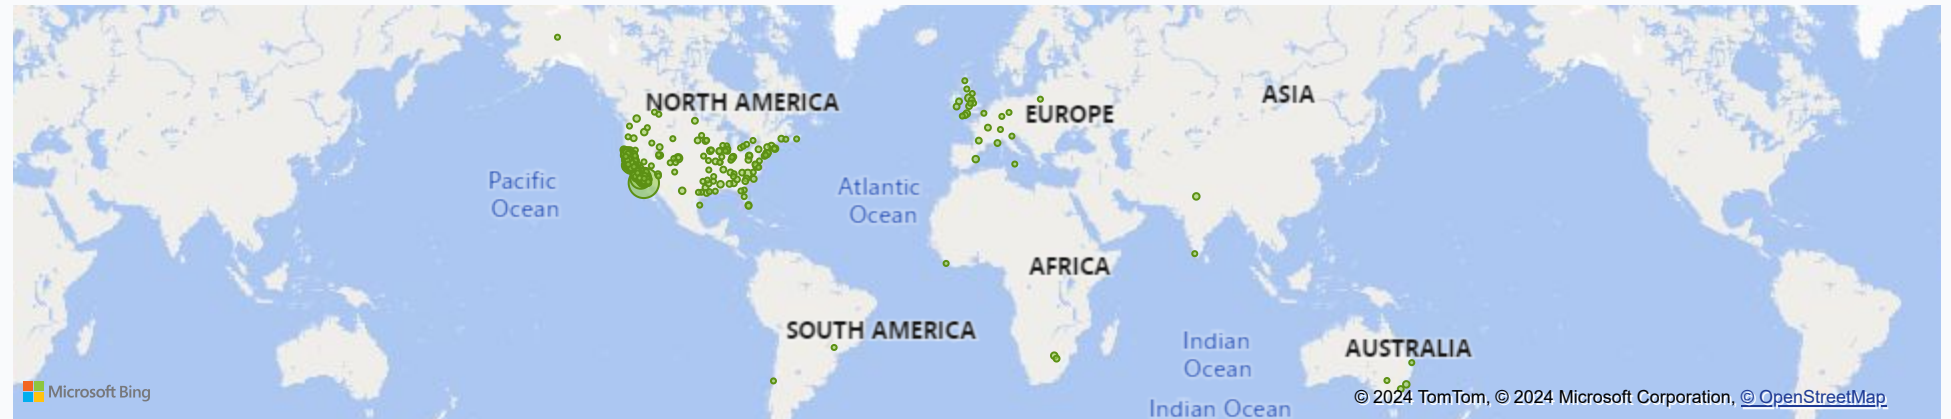 NORTH AMERICA
EUROPE
ASIA
Pacific
Ocean
Atlantic
Ocean
AFRICA
SOUTH AMERICA
Indian
Ocean
AUSTRALIA
Microsoft Bing
© 2024 TomTom, © 2024 Microsoft Corporation, © OpenStreetMap
Indian Ocean